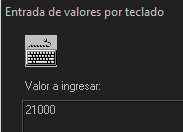 Entrada de valores por teclado
Valor a ingresar:
21000